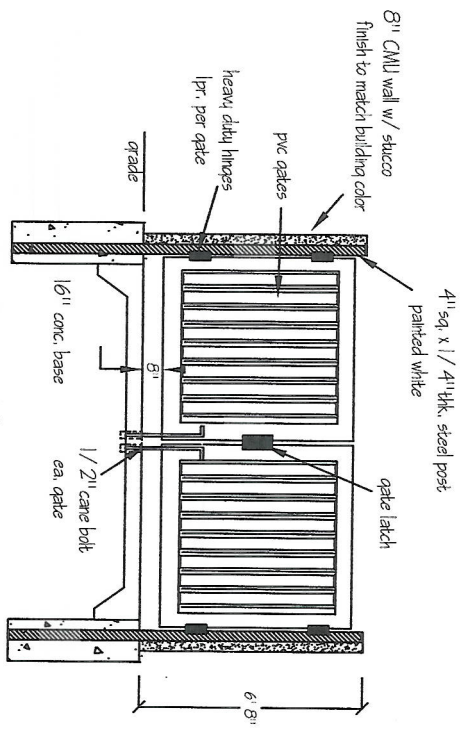 8" CMU wall w/ stucco
finish to match building color
4" sq. x 1/4" thk. steel post
painted white
pvc gates
gate latch
heavy duty hinges
1pr. per gate
grade
8"
16" conc. base
1/2" cane bolt
ea. gate
6' 8"